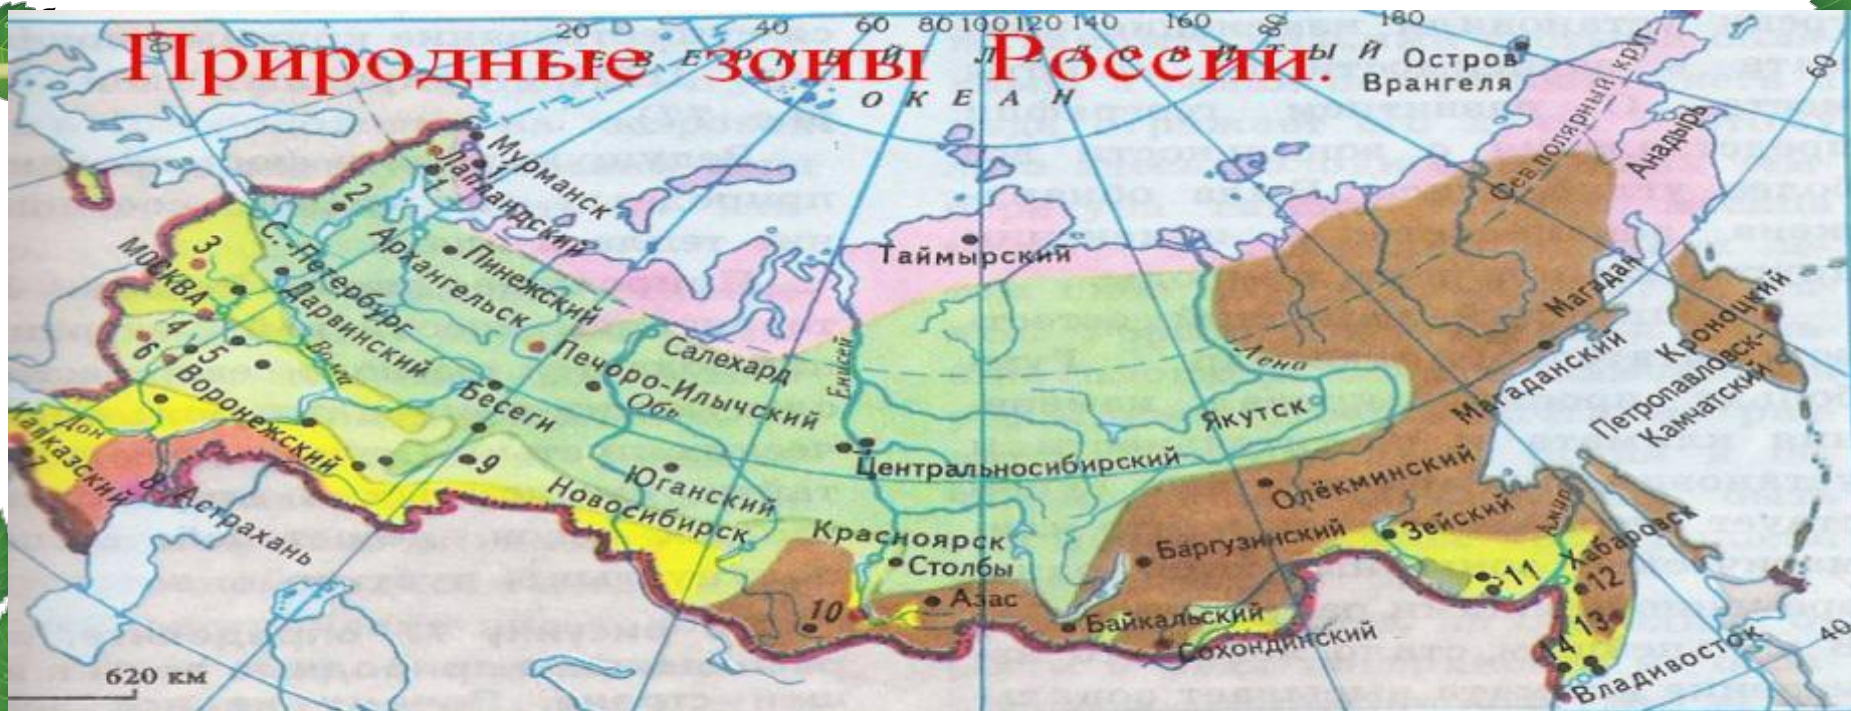 Природные зоны России.
20 40 60 80 100 120 140 160 180
СЕВЕРНЫЙ ЛЕДОВИТЫЙ
ОКЕАН
Остров
Врангеля
Сев. полярный круг
60
Анадырь
Мурманск
Лапландский
1
1
2
Архангельск
Пинежский
С.-Петербург
Дарвинский
3
МОСКВА
4
5
6
Волга
Воронежский
Дон
Кавказский
7
8
Астрахань
Печоро-Илычский
Салехард
Обь
Бесеги
9
Юганский
Новосибирск
Енисей
Таймырский
Центральносибирский
Красноярск
Столбы
Азас
10
Лена
Якутск
Олёкминский
Баргузинский
Байкальский
Сохондинский
Зейский
Магадан
Магаданский
Кроноцкий
Петропавловск-
Камчатский
Амур
Хабаровск
11
12
13
14
Владивосток
40
620 км